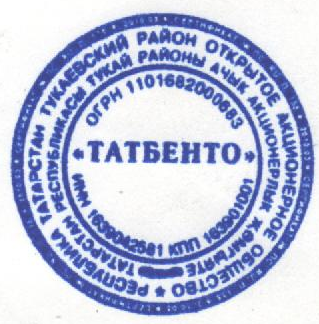 РЕСПУБЛИКА ТАТАРСТАН ТУКАЕВСКИЙ РАЙОН ОТКРЫТОЕ АКЦИОНЕРНОЕ ОБЩЕСТВО
ТАТАРСТАН РЕСПУБЛИКАСЫ ТУКАЙ РАЙОНЫ АЧЫК АКЦИОНЕРЛЫК ҖӘМГЫЯТЕ
ОГРН 1101682000663
«ТАТБЕНТО»
ИНН 1639042581 КПП 163901001